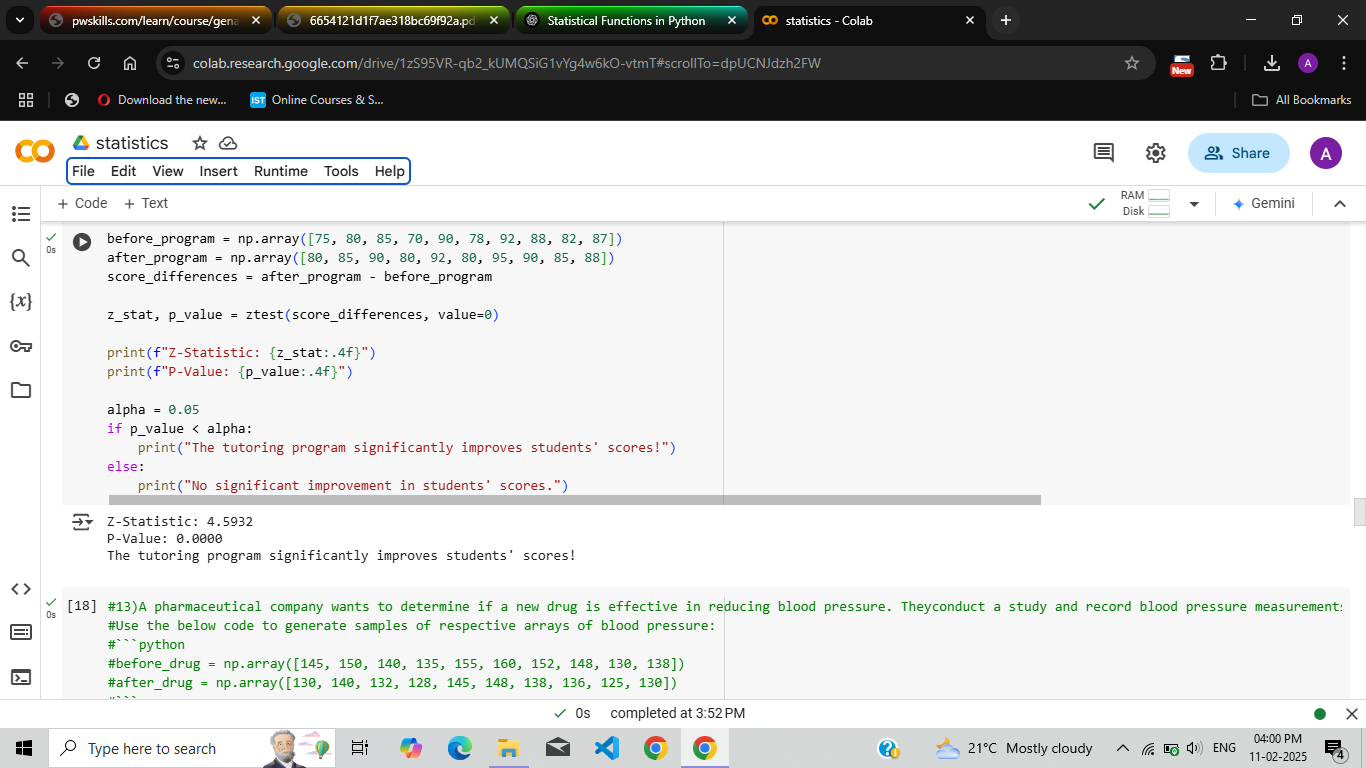 pwskills.com/learn/course/gena
6654121d1f7ae318bc69f92a.pd
Statistical Functions in Python
statistics - Colab
colab.research.google.com/drive/1zS95VR-qb2_kUMQSiG1vYg4w6kO-vtmT#scrollTo=dpUCNJdzh2FW
New
A
Download the new...
IST
Online Courses & S...
All Bookmarks
statistics
Share
A
File Edit View Insert Runtime Tools Help
+ Code + Text
RAM
Disk
Gemini
0s
before_program = np.array([75, 80, 85, 70, 90, 78, 92, 88, 82, 87])
after_program = np.array([80, 85, 90, 80, 92, 80, 95, 90, 85, 88])
score_differences = after_program - before_program
z_stat, p_value = ztest(score_differences, value=0)
print(f"Z-Statistic: {z_stat:.4f}")
print(f"P-Value: {p_value:.4f}")
alpha = 0.05
if p_value < alpha:
    print("The tutoring program significantly improves students' scores!")
else:
    print("No significant improvement in students' scores.")
Z-Statistic: 4.5932
P-Value: 0.0000
The tutoring program significantly improves students' scores!
0s
[18] #13)A pharmaceutical company wants to determine if a new drug is effective in reducing blood pressure. Theyconduct a study and record blood pressure measurements
#Use the below code to generate samples of respective arrays of blood pressure:
#```python
#before_drug = np.array([145, 150, 140, 135, 155, 160, 152, 148, 130, 138])
#after_drug = np.array([130, 140, 132, 128, 145, 148, 138, 136, 125, 130])
#```
0s completed at 3:52 PM
Type here to search
21°C Mostly cloudy
ENG
04:00 PM
11-02-2025
4